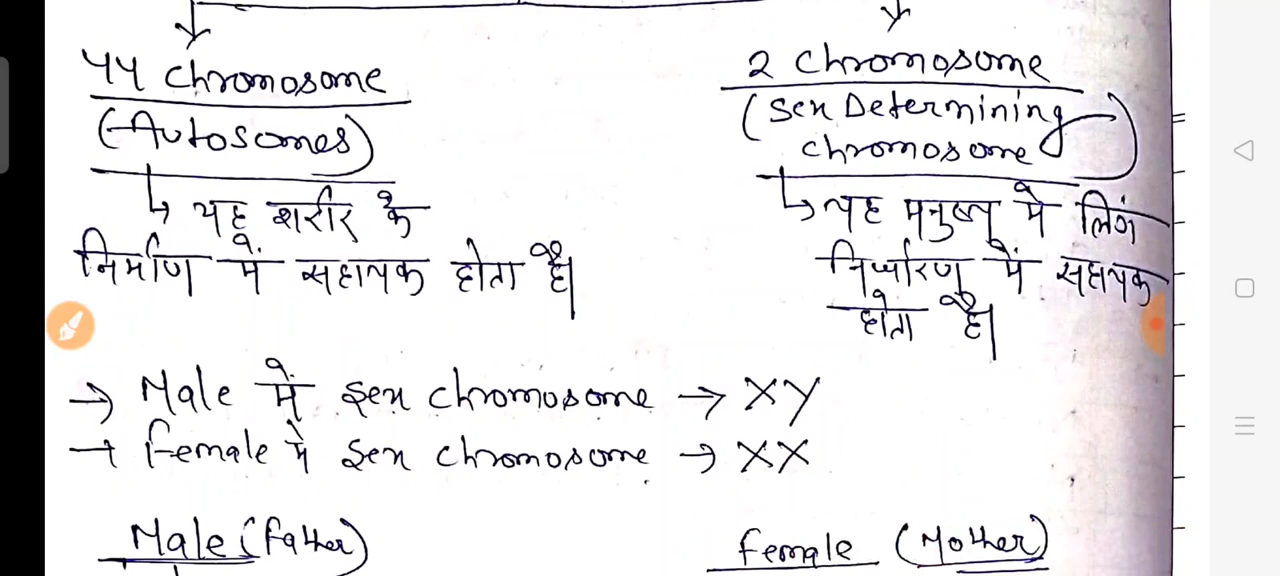 44 Chromosome
(Autosomes)
↳ यह शरीर के
निर्माण में सहायक होता है।
2 Chromosome
(Sex Determining
chromosome)
↳ यह मनुष्य में लिंग
निर्धारण में सहायक
होता है।
→ Male में sex chromosome → XY
→ Female में sex chromosome → XX
Male (Father)
Female (Mother)